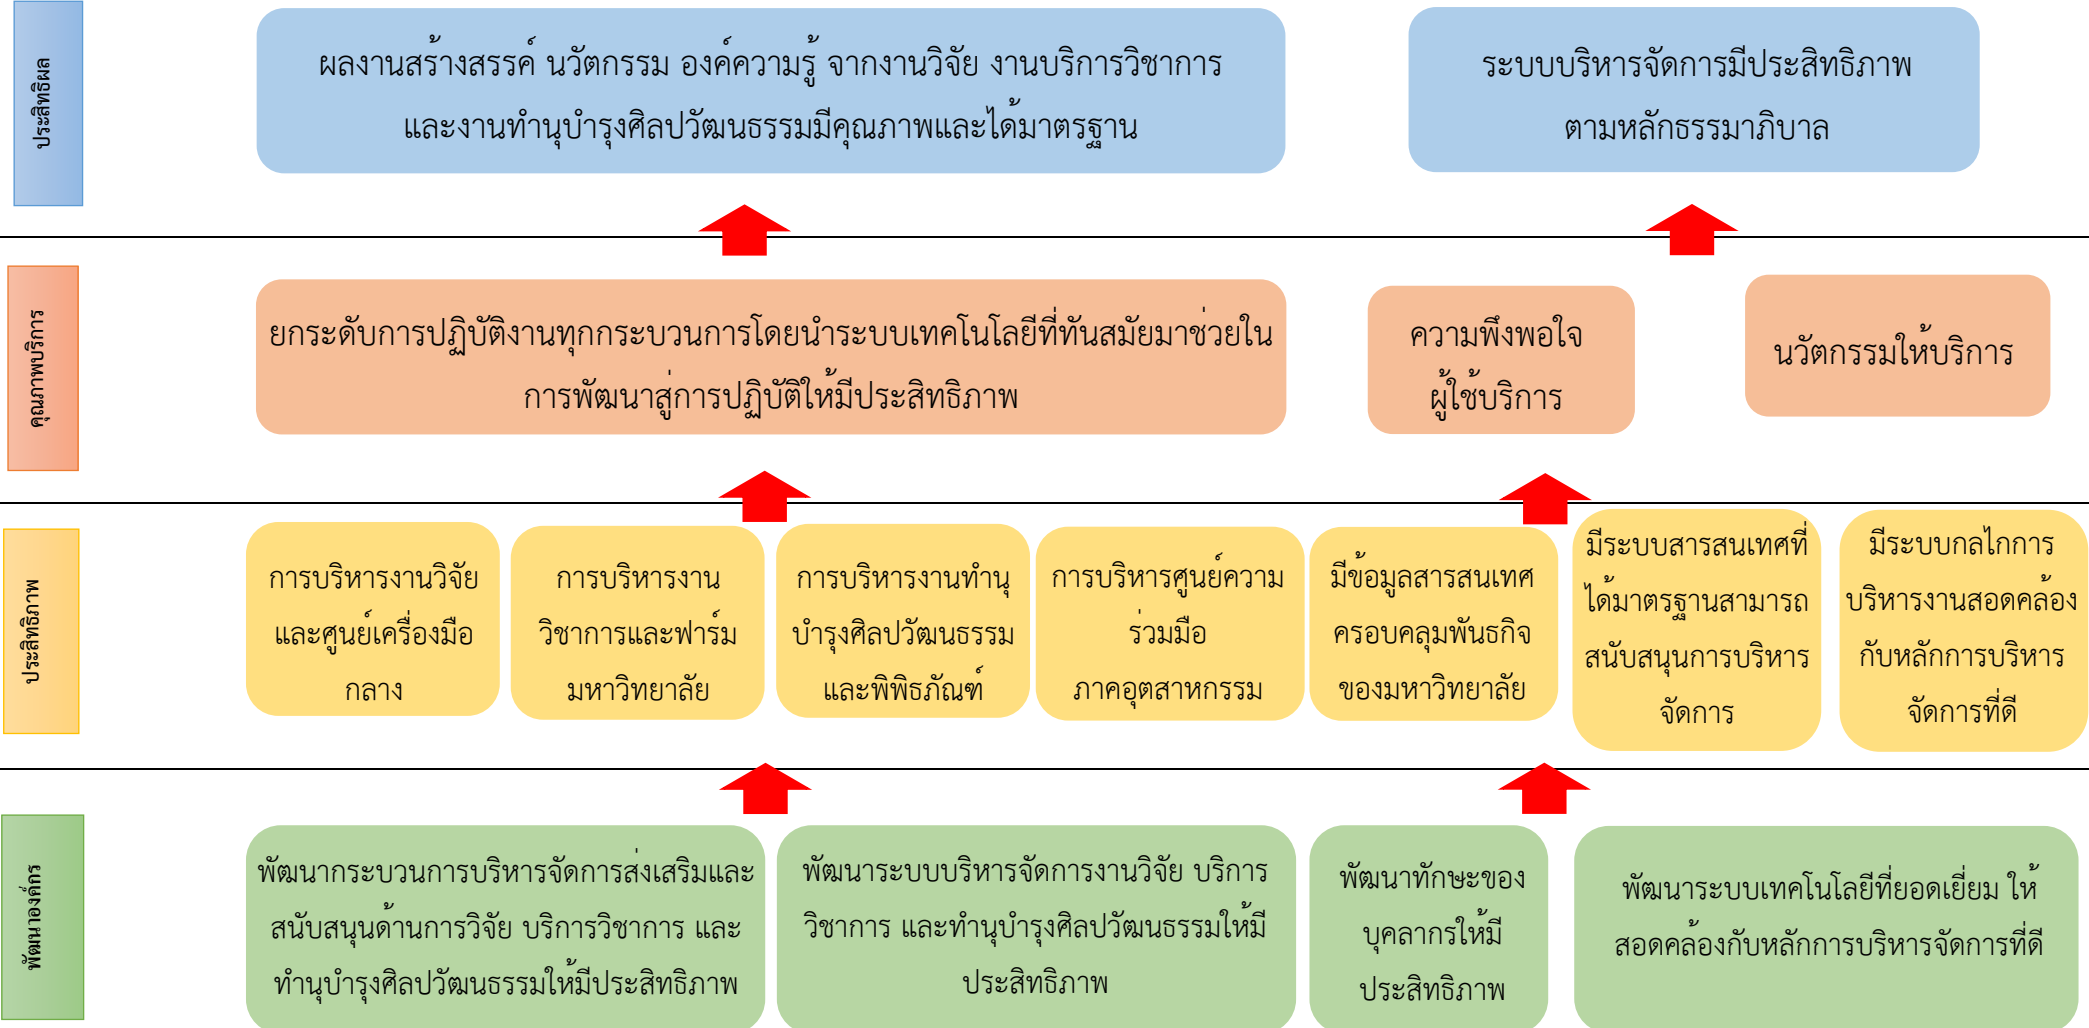 ประสิทธิผล
ผลงานสร้างสรรค์ นวัตกรรม องค์ความรู้ จากงานวิจัย งานบริการวิชาการ
และงานทำนุบำรุงศิลปวัฒนธรรมมีคุณภาพและได้มาตรฐาน
ระบบบริหารจัดการมีประสิทธิภาพ
ตามหลักธรรมาภิบาล
คุณภาพบริการ
ยกระดับการปฏิบัติงานทุกกระบวนการโดยนำระบบเทคโนโลยีที่ทันสมัยมาช่วยใน
การพัฒนาสู่การปฏิบัติให้มีประสิทธิภาพ
ความพึงพอใจ
ผู้ใช้บริการ
นวัตกรรมให้บริการ
ประสิทธิภาพ
การบริหารงานวิจัย
และศูนย์เครื่องมือ
กลาง
การบริหารงาน
วิชาการและฟาร์ม
มหาวิทยาลัย
การบริหารงานทำนุ
บำรุงศิลปวัฒนธรรม
และพิพิธภัณฑ์
การบริหารศูนย์ความ
ร่วมมือ
ภาคอุตสาหกรรม
มีข้อมูลสารสนเทศ
ครอบคลุมพันธกิจ
ของมหาวิทยาลัย
มีระบบสารสนเทศที่
ได้มาตรฐานสามารถ
สนับสนุนการบริหาร
จัดการ
มีระบบกลไกการ
บริหารงานสอดคล้อง
กับหลักการบริหาร
จัดการที่ดี
พัฒนาองค์กร
พัฒนากระบวนการบริหารจัดการส่งเสริมและ
สนับสนุนด้านการวิจัย บริการวิชาการ และ
ทำนุบำรุงศิลปวัฒนธรรมให้มีประสิทธิภาพ
พัฒนาระบบบริหารจัดการงานวิจัย บริการ
วิชาการ และทำนุบำรุงศิลปวัฒนธรรมให้มี
ประสิทธิภาพ
พัฒนาทักษะของ
บุคลากรให้มี
ประสิทธิภาพ
พัฒนาระบบเทคโนโลยีที่ยอดเยี่ยม ให้
สอดคล้องกับหลักการบริหารจัดการที่ดี